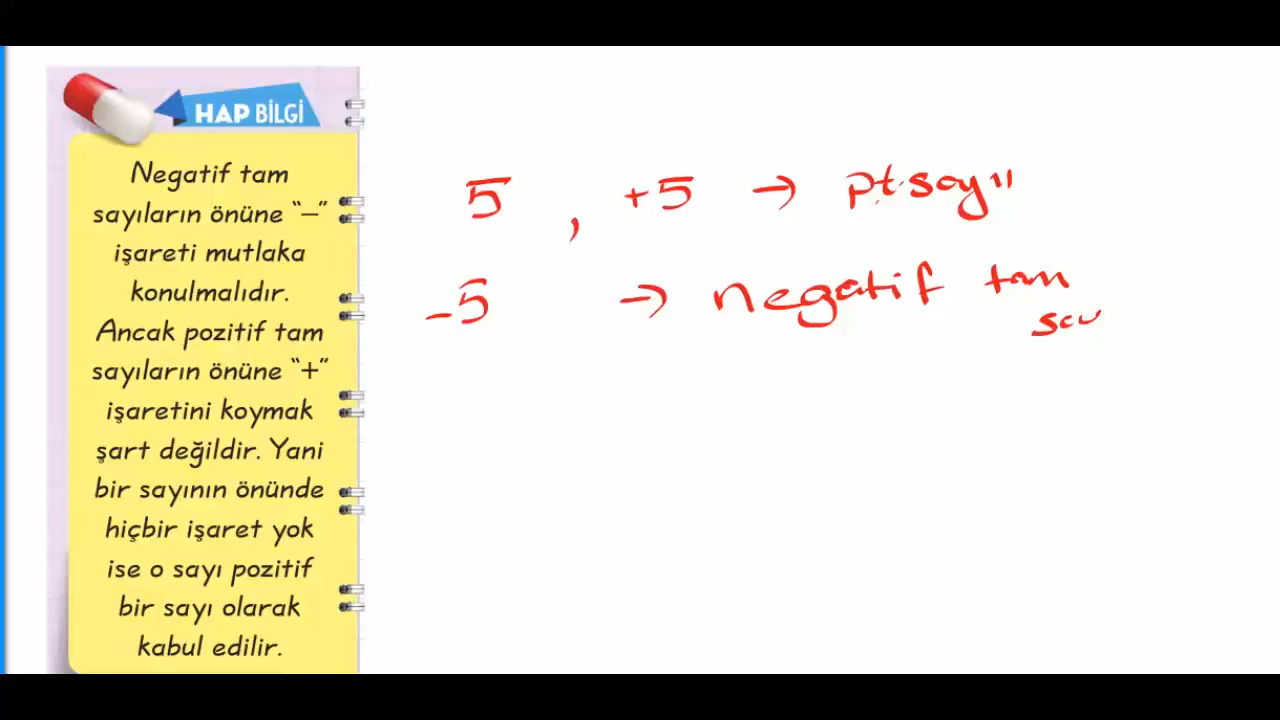 HAP BİLGİ
Negatif tam
sayıların önüne “–”
işareti mutlaka
konulmalıdır.
Ancak pozitif tam
sayıların önüne “+”
işaretini koymak
şart değildir. Yani
bir sayının önünde
hiçbir işaret yok
ise o sayı pozitif
bir sayı olarak
kabul edilir.
5 , +5 → p.t.sayı
-5 → negatif tam